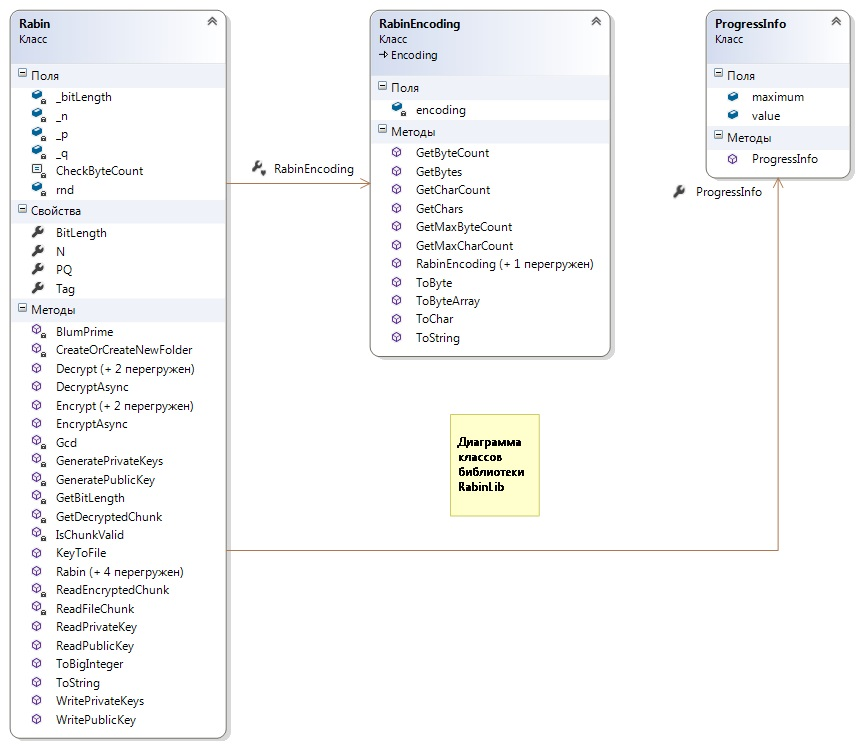 Rabin
Класс
Поля
_bitLength
_n
_p
_q
CheckByteCount
rnd
Свойства
BitLength
N
PQ
Tag
Методы
BlumPrime
CreateOrCreateNewFolder
Decrypt (+ 2 перегружен)
DecryptAsync
Encrypt (+ 2 перегружен)
EncryptAsync
Gcd
GeneratePrivateKeys
GeneratePublicKey
GetBitLength
GetDecryptedChunk
IsChunkValid
KeyToFile
Rabin (+ 4 перегружен)
ReadEncryptedChunk
ReadFileChunk
ReadPrivateKey
ReadPublicKey
ToBigInteger
ToString
WritePrivateKeys
WritePublicKey
RabinEncoding
RabinEncoding
Класс
Encoding
Поля
encoding
Методы
GetByteCount
GetBytes
GetCharCount
GetChars
GetMaxByteCount
GetMaxCharCount
RabinEncoding (+ 1 перегружен)
ToByte
ToByteArray
ToChar
ToString
Диаграмма
классов
библиотеки
RabinLib
ProgressInfo
Класс
Поля
maximum
value
Методы
ProgressInfo
ProgressInfo